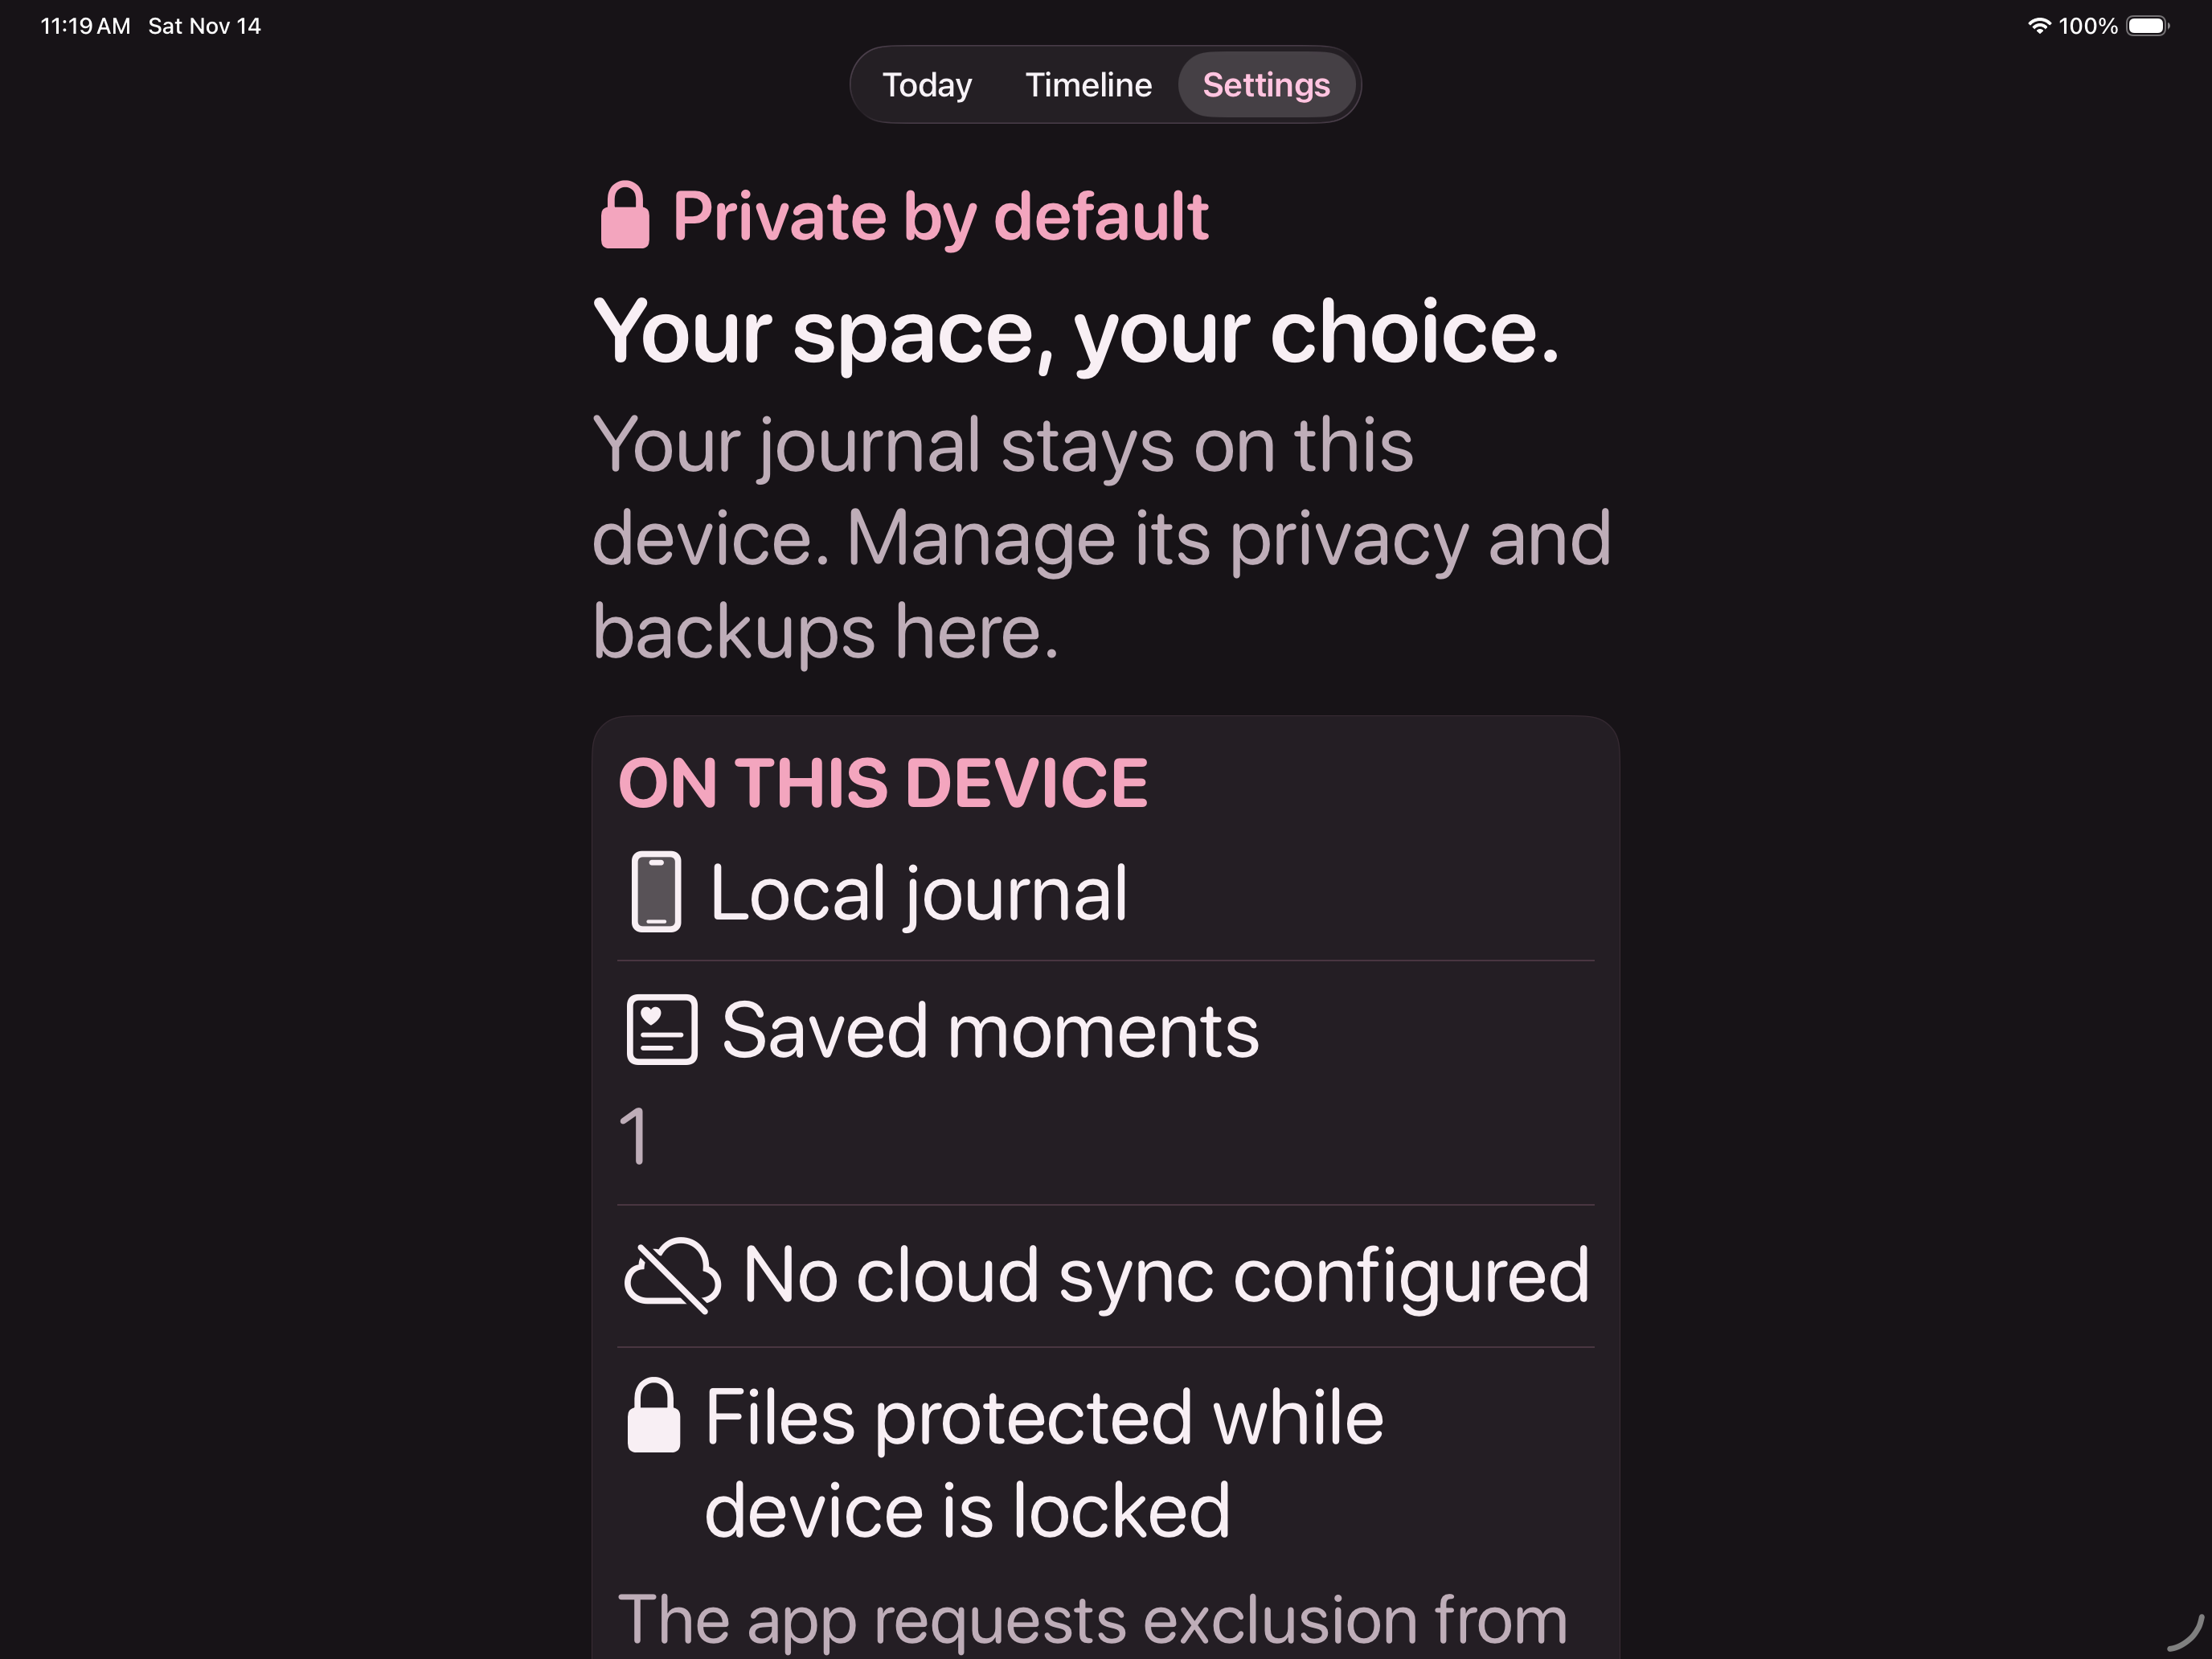 11:19 AM Sat Nov 14
100%
Today Timeline Settings
Private by default
Your space, your choice.
Your journal stays on this
device. Manage its privacy and
backups here.
ON THIS DEVICE
Local journal
Saved moments
1
No cloud sync configured
Files protected while
device is locked
The app requests exclusion from